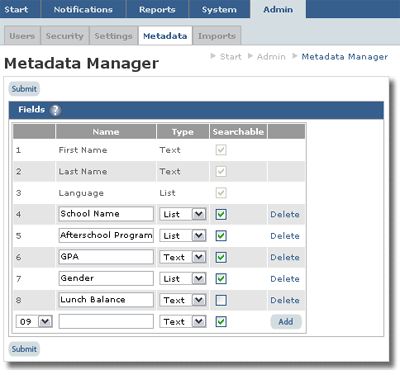 Start Notifications Reports System Admin
Users Security Settings Metadata Imports
Metadata Manager
Start Admin Metadata Manager
Submit
Fields ?
Name Type Searchable
1 First Name Text
2 Last Name Text
3 Language List
4 School Name List Delete
5 Afterschool Program List Delete
6 GPA Text Delete
7 Gender List Delete
8 Lunch Balance Text Delete
09 Text Add
Submit